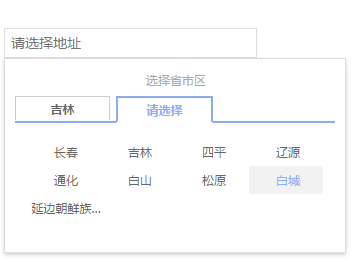 请选择地址
选择省市区
吉林 请选择
长春 吉林 四平 辽源
通化 白山 松原 白城
延边朝鲜族...